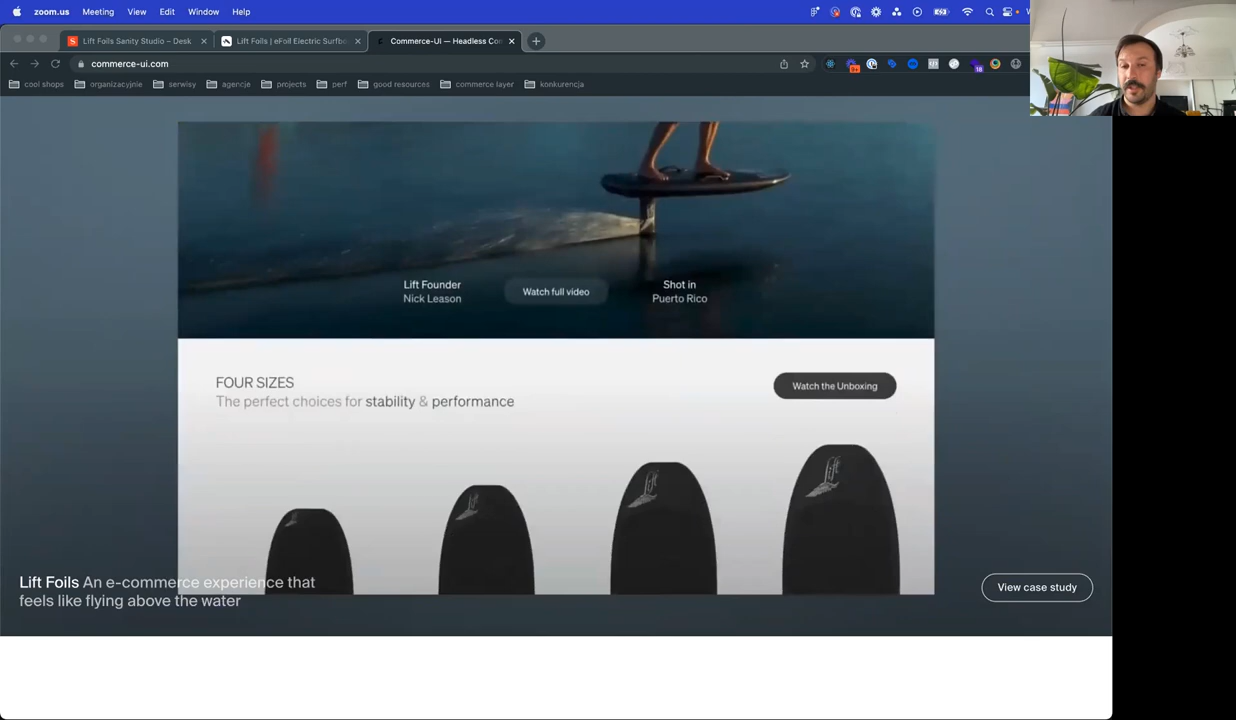 zoom.us Meeting View Edit Window Help
Lift Foils Sanity Studio – Desk
Lift Foils | eFoil Electric Surfbo
Commerce-UI — Headless Con
commerce-ui.com
cool shops organizacyjnie serwisy agencje projects perf good resources commerce layer konkurencja
Lift Founder
Nick Leason
Watch full video
Shot in
Puerto Rico
FOUR SIZES
The perfect choices for stability & performance
Watch the Unboxing
Lift Foils An e-commerce experience that
feels like flying above the water
View case study